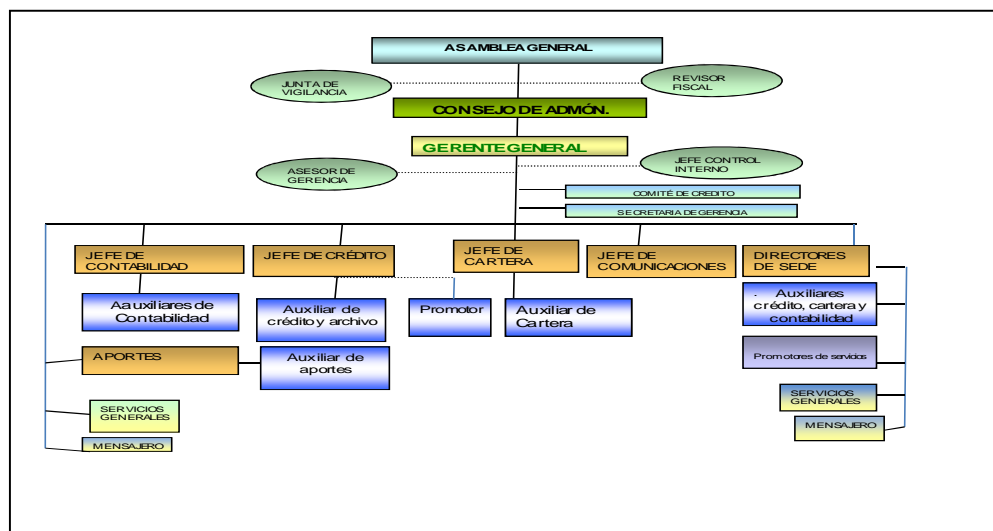 ASAMBLEA GENERAL
JUNTA DE
VIGILANCIA
REVISOR
FISCAL
CONSEJO DE ADMÓN.
GERENTE GENERAL
ASESOR DE
GERENCIA
JEFE CONTROL
INTERNO
COMITÉ DE CREDITO
SECRETARIA DE GERENCIA
JEFE DE
CONTABILIDAD
JEFE DE CRÉDITO
JEFE DE
CARTERA
JEFE DE
COMUNICACIONES
DIRECTORES
DE SEDE
Aauxiliares de
Contabilidad
Auxiliar de
crédito y archivo
Promotor
Auxiliar de
Cartera
. Auxiliares
crédito, cartera y
contabilidad
APORTES
Auxiliar de
aportes
Promotores de servicios
SERVICIOS
GENERALES
MENSAJERO
SERVICIOS
GENERALES
MENSAJERO